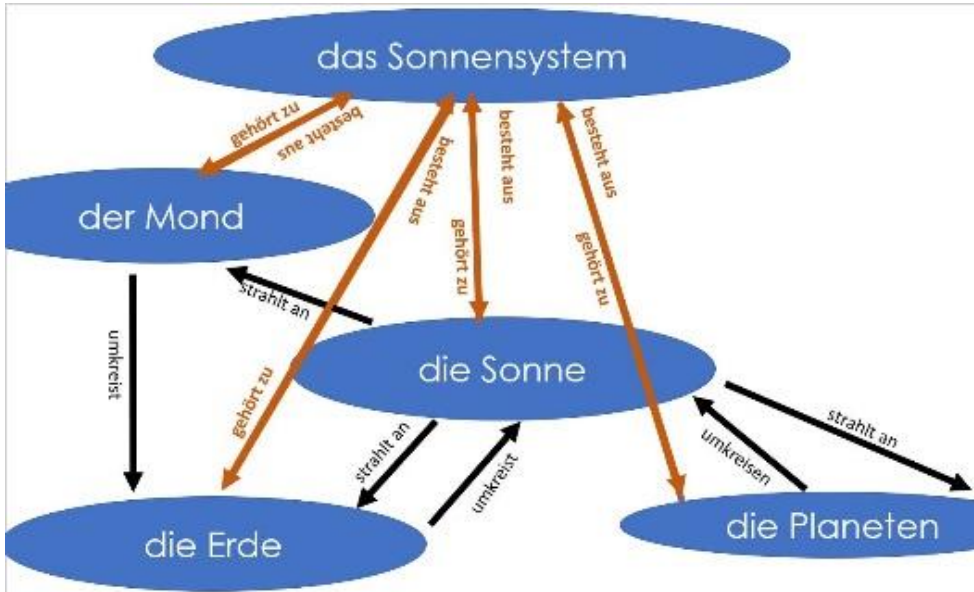 das Sonnensystem
gehört zu
besteht aus
besteht aus
besteht aus
besteht aus
der Mond
gehört zu
gehört zu
strahlt an
umkreist
die Sonne
gehört zu
strahlt an
umkreist
umkreisen
strahlt an
die Erde
die Planeten